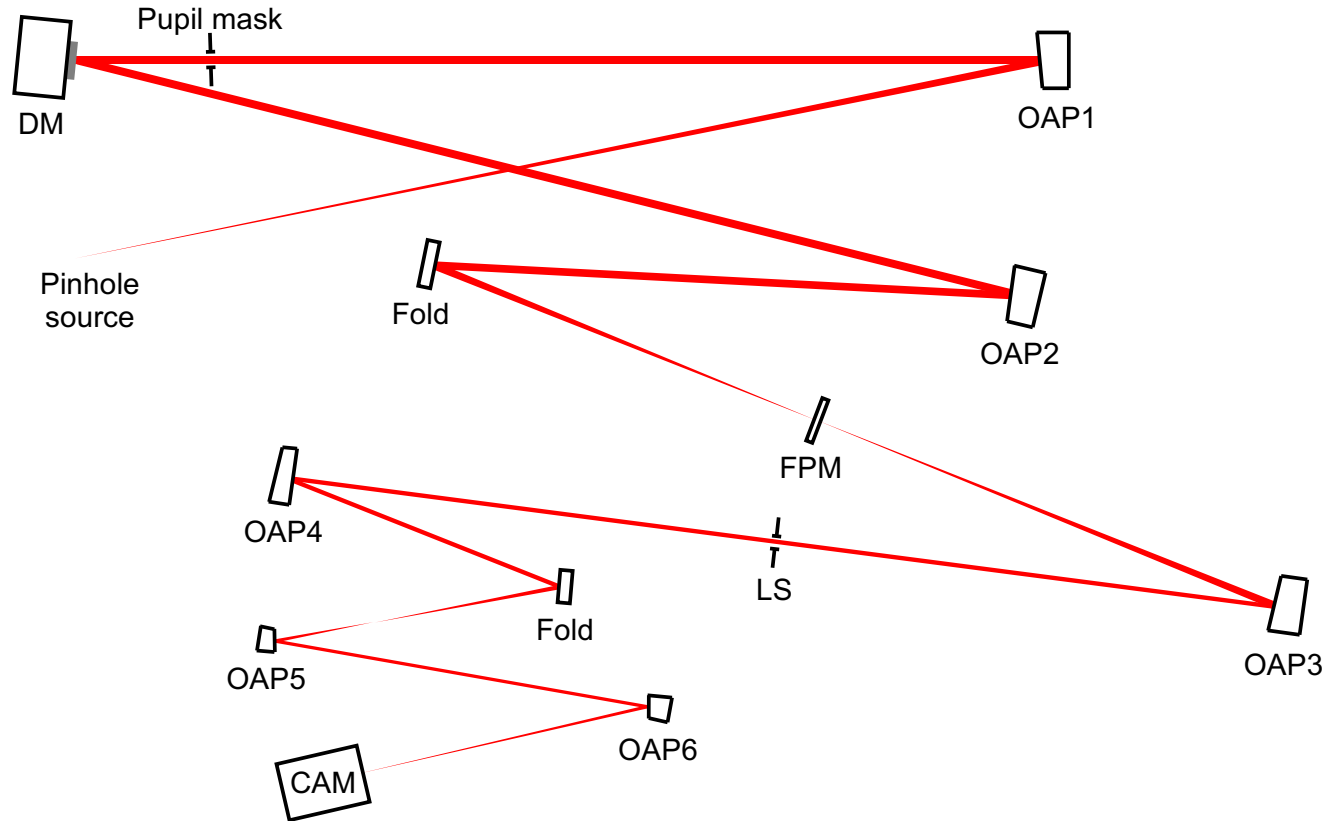 Pupil mask
DM
OAP1
Pinhole
source
Fold
OAP2
FPM
OAP4
LS
Fold
OAP3
OAP5
OAP6
CAM